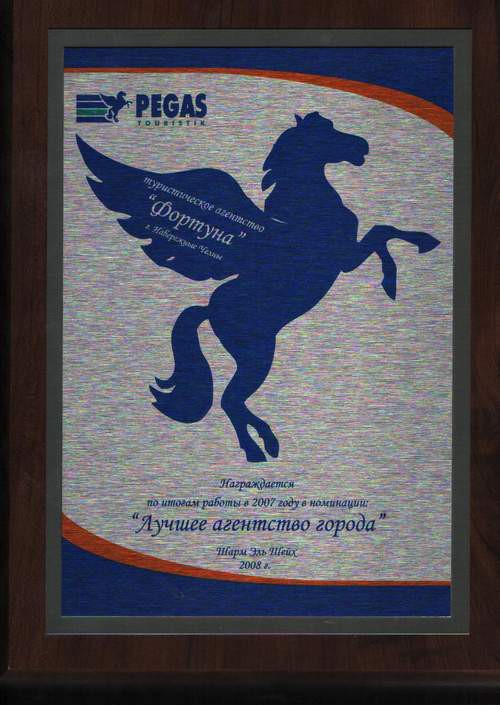 PEGAS
TOURISTIK
туристическое агентство
"Фортуна"
г. Набережные Челны
Награждается
по итогам работы в 2007 году в номинации:
"Лучшее агентство города"
Шарм Эль Шейх
2008 г.